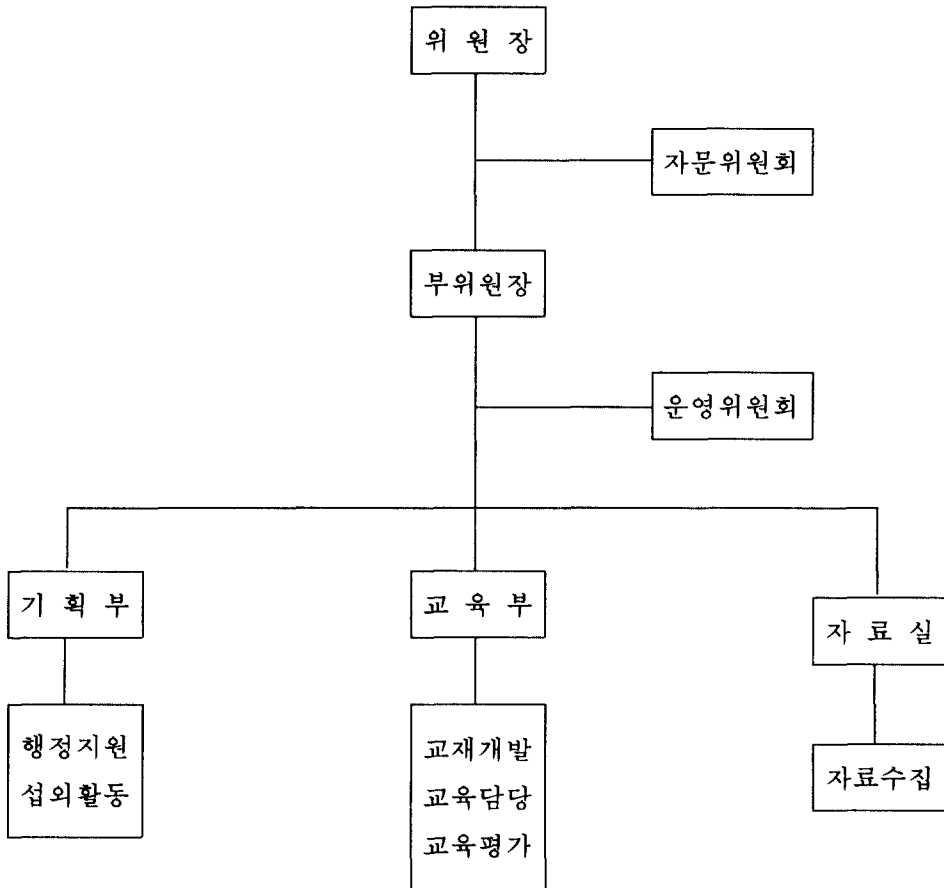 위 원 장
자문위원회
부위원장
운영위원회
기 획 부
교 육 부
자 료 실
행정지원
섭외활동
교재개발
교육담당
교육평가
자료수집